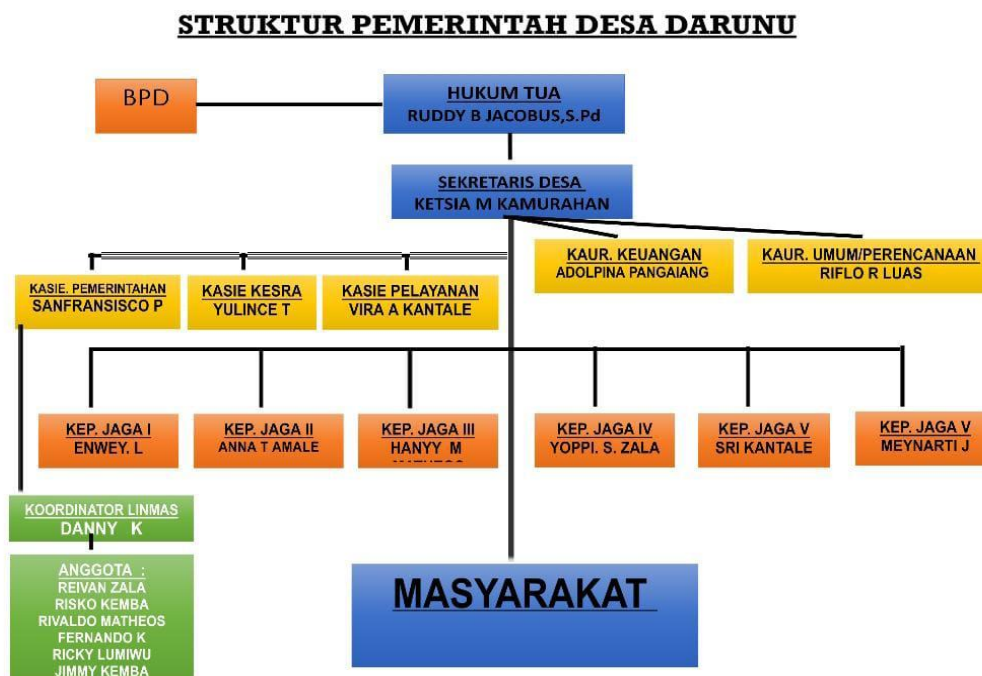 STRUKTUR PEMERINTAH DESA DARUNU
BPD
HUKUM TUA
RUDDY B JACOBUS,S.Pd
SEKRETARIS DESA
KETSIA M KAMURAHAN
KAUR. KEUANGAN
ADOLPINA PANGAIANG
KAUR. UMUM/PERENCANAAN
RIFLO R LUAS
KASIE. PEMERINTAHAN
SANFRANSISCO P
KASIE KESRA
YULINCE T
KASIE PELAYANAN
VIRA A KANTALE
KEP. JAGA I
ENWEY. L
KEP. JAGA II
ANNA T AMALE
KEP. JAGA III
HANYY M
KEP. JAGA IV
YOPPI. S. ZALA
KEP. JAGA V
SRI KANTALE
KEP. JAGA V
MEYNARTI J
KOORDINATOR LINMAS
DANNY K
ANGGOTA :
REIVAN ZALA
RISKO KEMBA
RIVALDO MATHEOS
FERNANDO K
RICKY LUMIWU
JIMMY KEMBA
MASYARAKAT